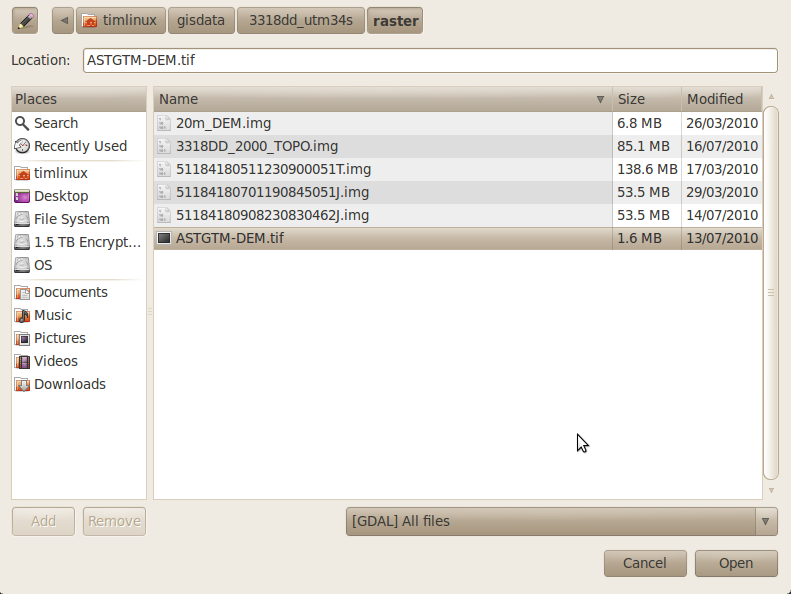 timlinux gisdata 3318dd_utm34s raster
Location: ASTGTM-DEM.tif
Places
Search
Recently Used
timlinux
Desktop
File System
1.5 TB Encrypt...
OS
Documents
Music
Pictures
Videos
Downloads
Name Size Modified
20m_DEM.img 6.8 MB 26/03/2010
3318DD_2000_TOPO.img 85.1 MB 16/07/2010
51184180511230900051T.img 138.6 MB 17/03/2010
51184180701190845051J.img 53.5 MB 29/03/2010
51184180908230830462J.img 53.5 MB 14/07/2010
ASTGTM-DEM.tif 1.6 MB 13/07/2010
Add Remove [GDAL] All files
Cancel Open